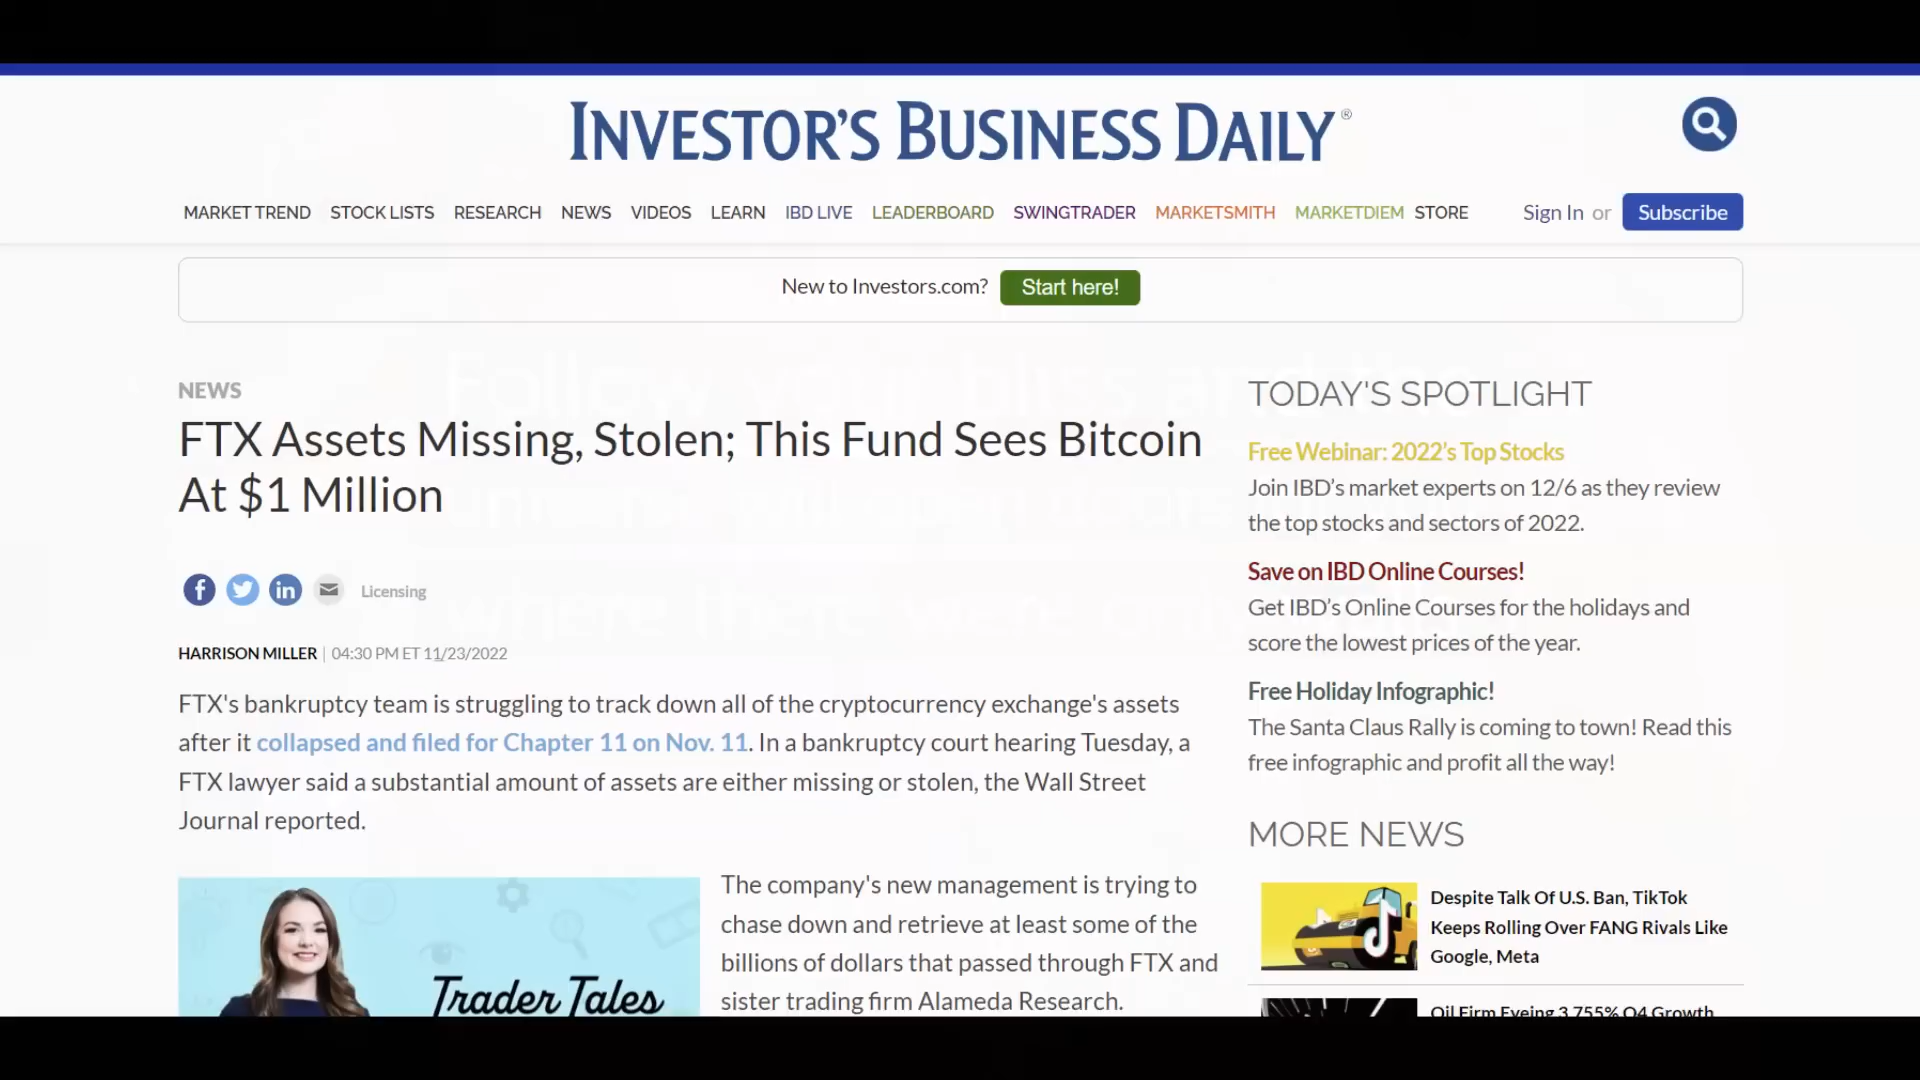 INVESTOR'S BUSINESS DAILY®
MARKET TREND STOCK LISTS RESEARCH NEWS VIDEOS LEARN IBD LIVE LEADERBOARD SWINGTRADER MARKETSMITH MARKETDIEM STORE Sign In or Subscribe
New to Investors.com? Start here!
NEWS
FTX Assets Missing, Stolen; This Fund Sees Bitcoin
At $1 Million
Licensing
HARRISON MILLER | 04:30 PM ET 11/23/2022
FTX's bankruptcy team is struggling to track down all of the cryptocurrency exchange's assets
after it collapsed and filed for Chapter 11 on Nov. 11. In a bankruptcy court hearing Tuesday, a
FTX lawyer said a substantial amount of assets are either missing or stolen, the Wall Street
Journal reported.
Trader Tales
The company's new management is trying to
chase down and retrieve at least some of the
billions of dollars that passed through FTX and
sister trading firm Alameda Research.
TODAY'S SPOTLIGHT
Free Webinar: 2022's Top Stocks
Join IBD's market experts on 12/6 as they review
the top stocks and sectors of 2022.
Save on IBD Online Courses!
Get IBD's Online Courses for the holidays and
score the lowest prices of the year.
Free Holiday Infographic!
The Santa Claus Rally is coming to town! Read this
free infographic and profit all the way!
MORE NEWS
Despite Talk Of U.S. Ban, TikTok
Keeps Rolling Over FANG Rivals Like
Google, Meta
Oil Firm Eyeing 3,755% Q4 Growth